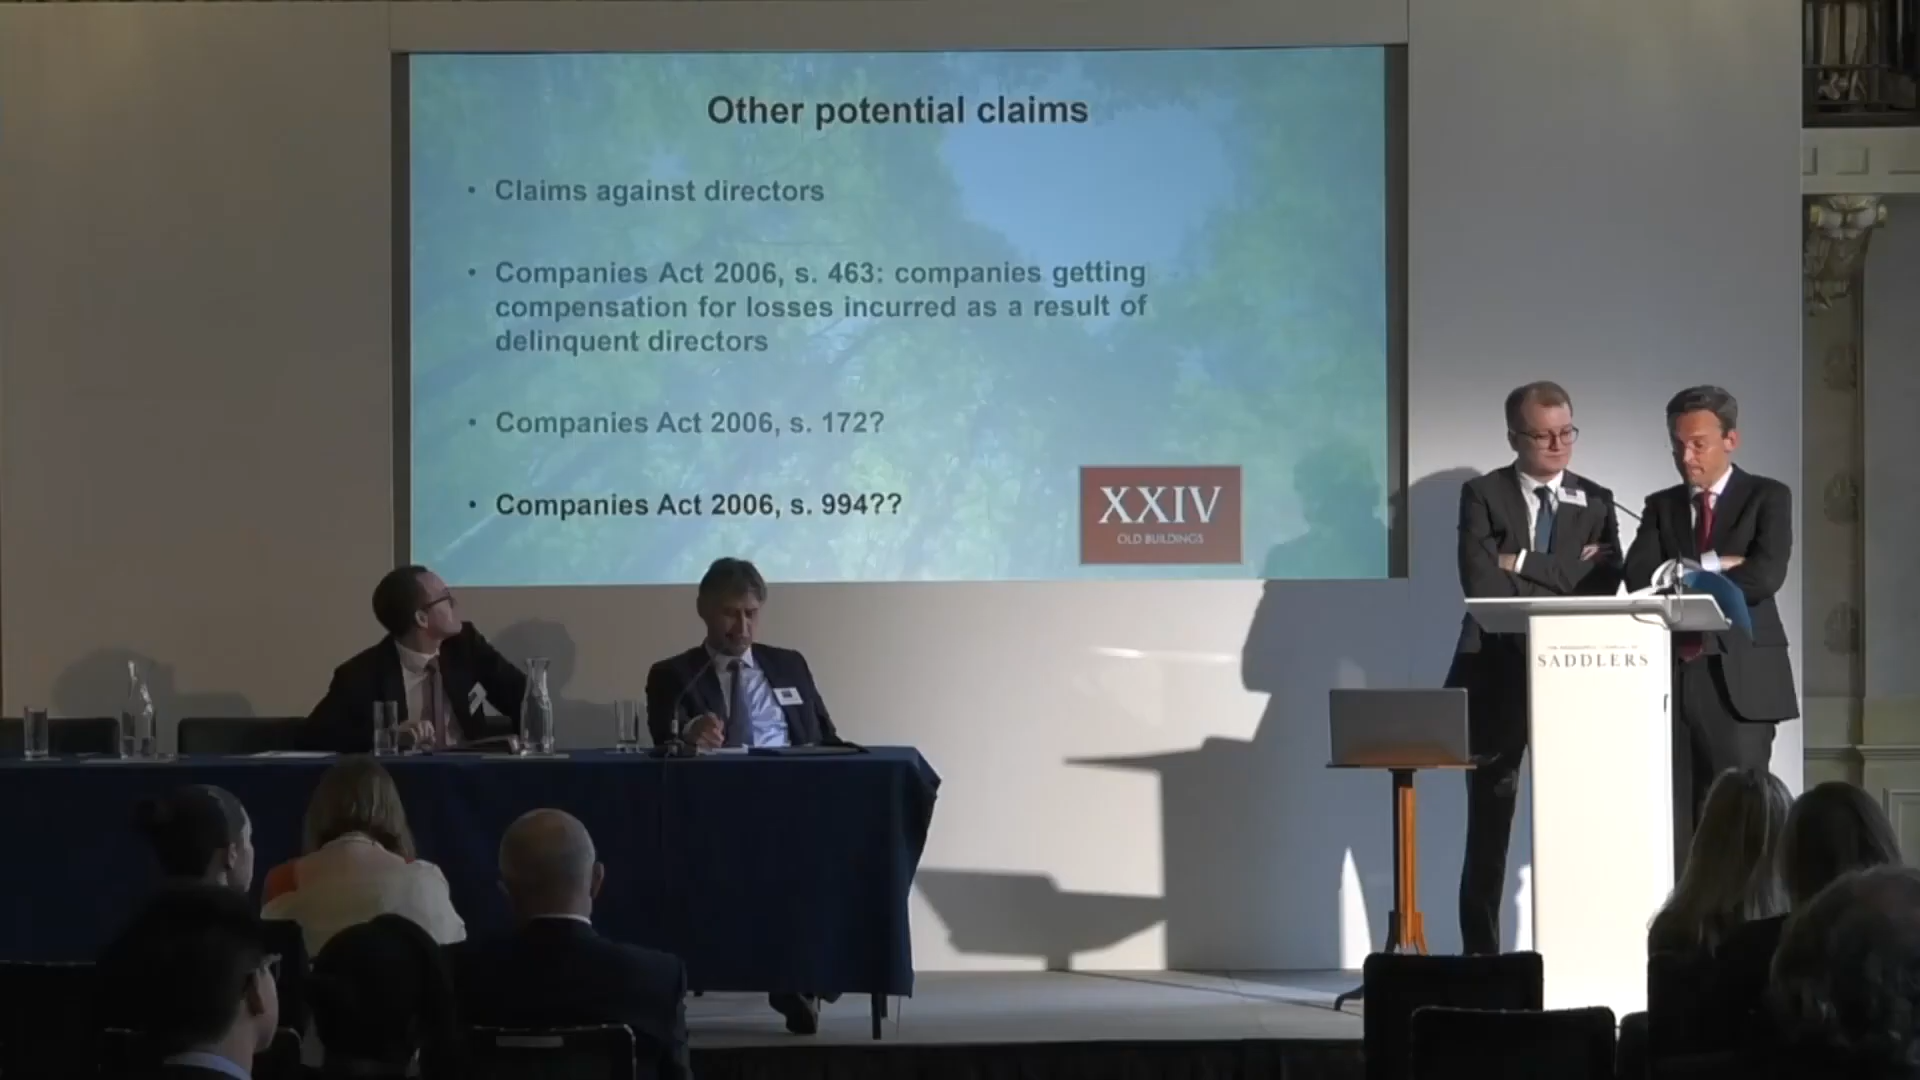 Other potential claims
• Claims against directors
• Companies Act 2006, s. 463: companies getting
compensation for losses incurred as a result of
delinquent directors
• Companies Act 2006, s. 172?
• Companies Act 2006, s. 994??
XXIV
OLD BUILDINGS
SADDLERS